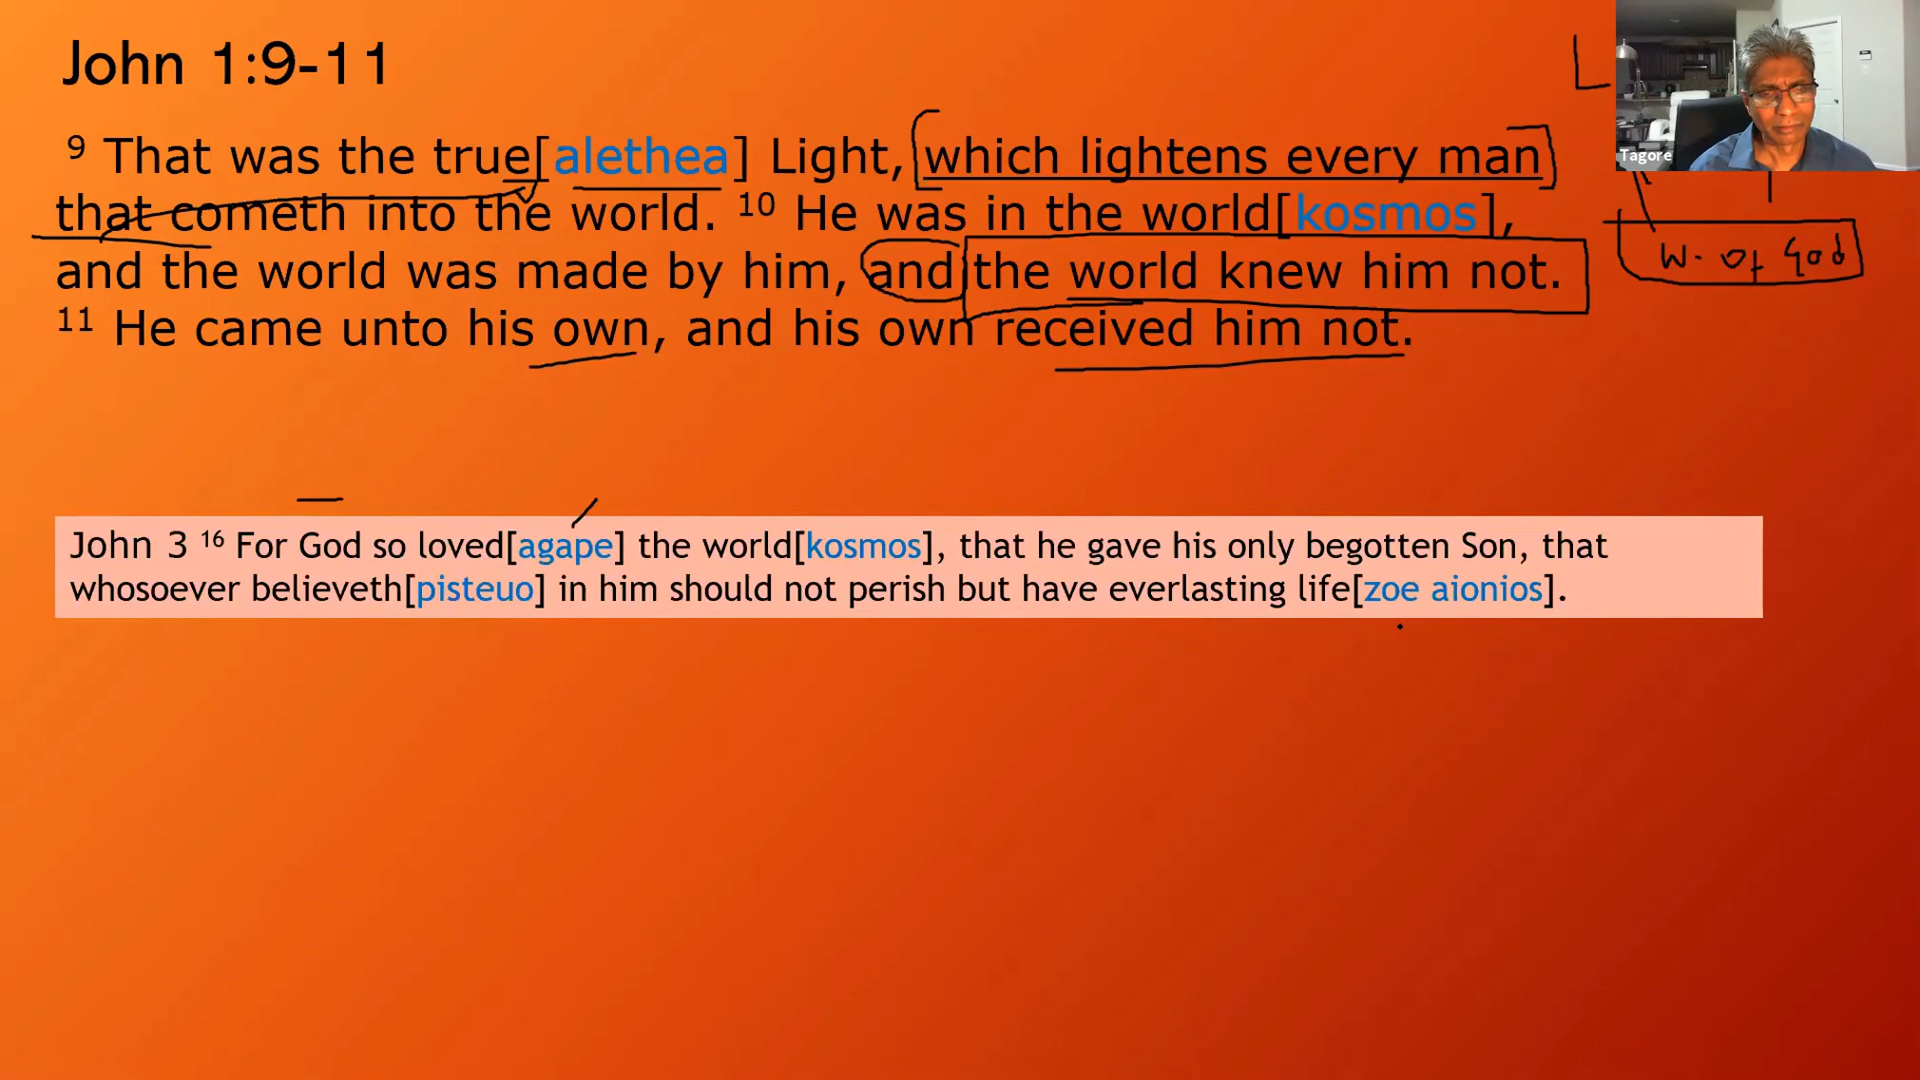 John 1:9-11
9 That was the true[alethea] Light, which lightens every man
that cometh into the world. 10 He was in the world[kosmos],
and the world was made by him, and the world knew him not.
11 He came unto his own, and his own received him not.
L
Tagore
W. of God
John 3 16 For God so loved[agape] the world[kosmos], that he gave his only begotten Son, that
whosoever believeth[pisteuo] in him should not perish but have everlasting life[zoe aionios].